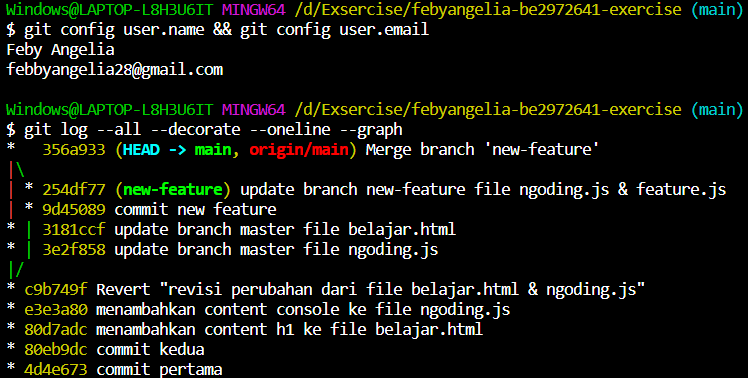 Windows@LAPTOP-L8H3U6IT MINGW64 /d/Exsercise/febyangelia-be2972641-exercise (main)
$ git config user.name && git config user.email
Feby Angelia
febbyangelia28@gmail.com

Windows@LAPTOP-L8H3U6IT MINGW64 /d/Exsercise/febyangelia-be2972641-exercise (main)
$ git log --all --decorate --oneline --graph
*   356a933 (HEAD -> main, origin/main) Merge branch 'new-feature'
|\
| * 254df77 (new-feature) update branch new-feature file ngoding.js & feature.js
| * 9d45089 commit new feature
* | 3181ccf update branch master file belajar.html
* | 3e2f858 update branch master file ngoding.js
|/
* c9b749f Revert "revisi perubahan dari file belajar.html & ngoding.js"
* e3e3a80 menambahkan content console ke file ngoding.js
* 80d7adc menambahkan content h1 ke file belajar.html
* 80eb9dc commit kedua
* 4d4e673 commit pertama